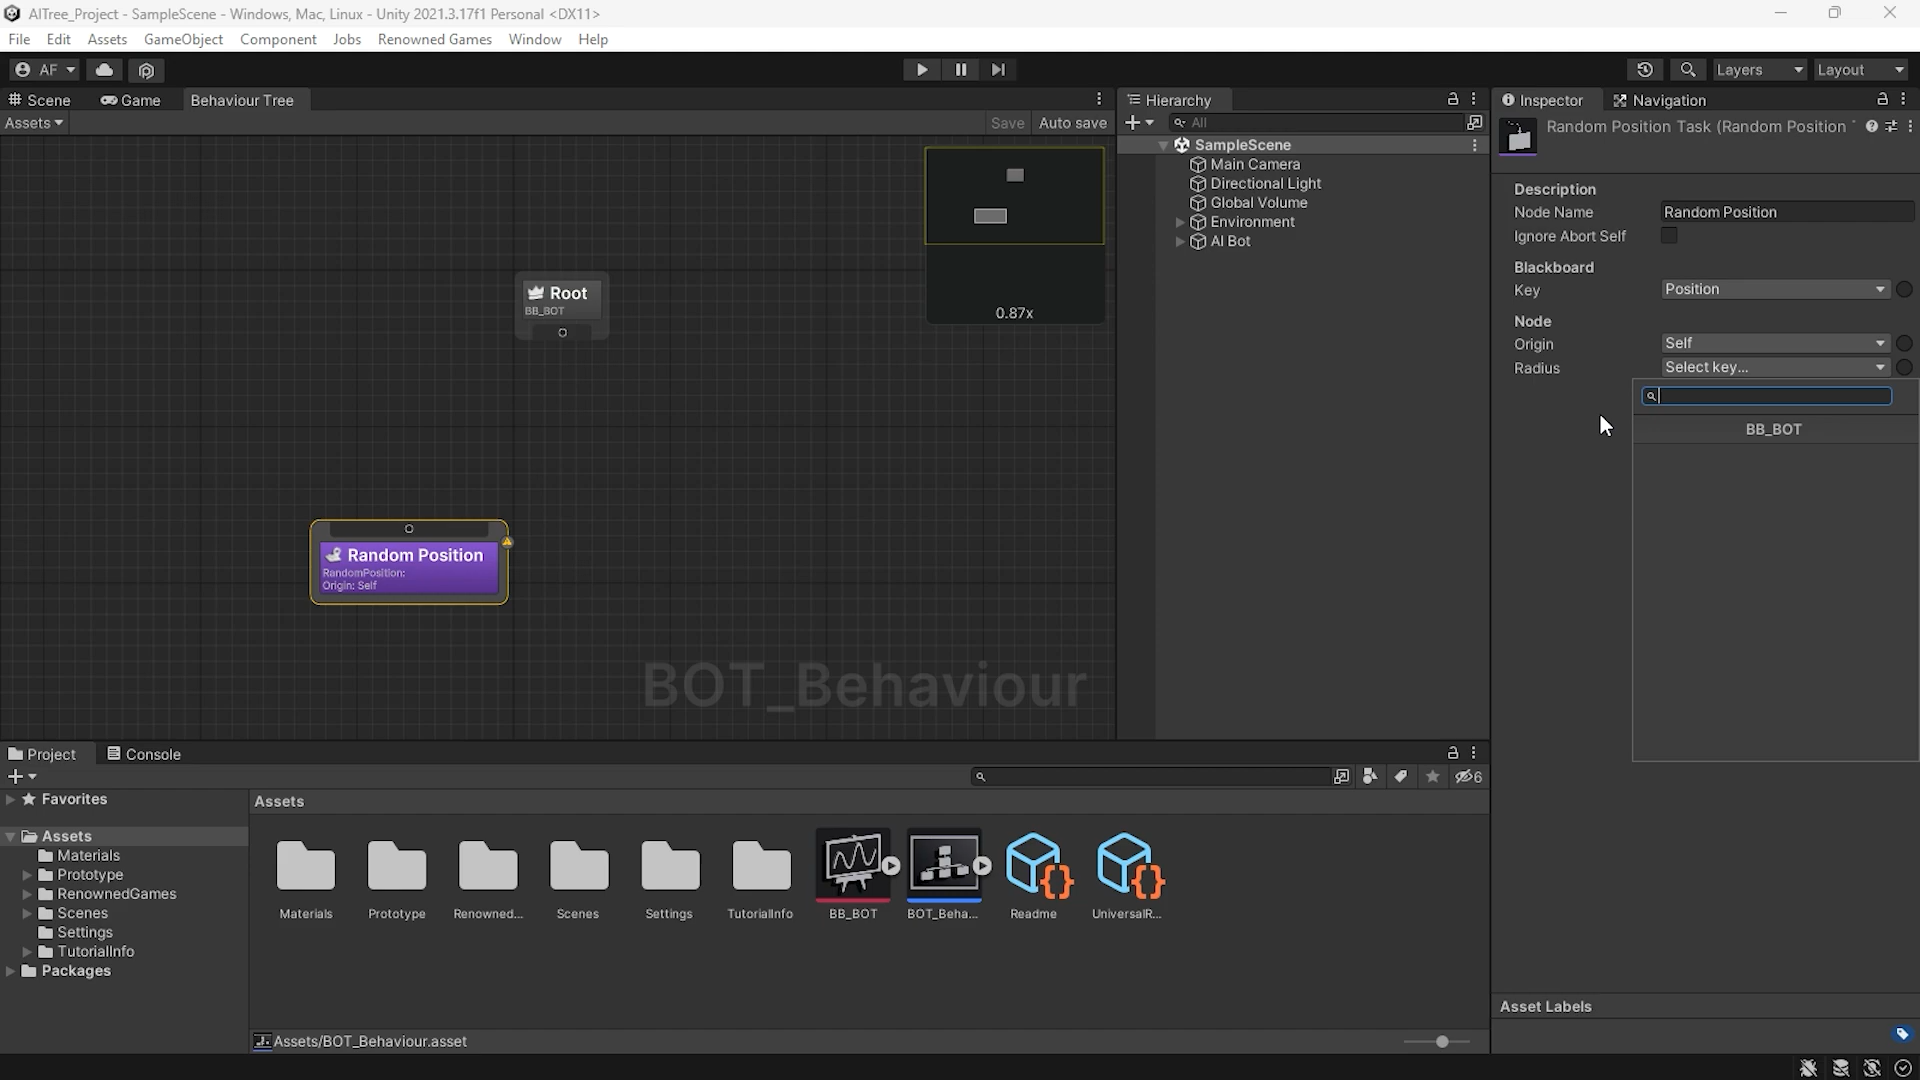 AITree_Project - SampleScene - Windows, Mac, Linux - Unity 2021.3.17f1 Personal <DX11>
File Edit Assets GameObject Component Jobs Renowned Games Window Help
AF Layers Layout
Scene Game Behaviour Tree
Assets Save Auto save
Root
BB_BOT
0.87x
Random Position
RandomPosition:
Origin: Self
BOT_Behaviour
Hierarchy
All
SampleScene
Main Camera
Directional Light
Global Volume
Environment
AI Bot
Inspector Navigation
Random Position Task (Random Position
Description
Node Name Random Position
Ignore Abort Self
Blackboard
Key Position
Node
Origin Self
Radius Select key...
BB_BOT
Asset Labels
Project Console
6
Favorites
Assets
Materials
Prototype
RenownedGames
Scenes
Settings
TutorialInfo
Packages
Assets
Materials Prototype Renowned... Scenes Settings TutorialInfo BB_BOT BOT_Beha... Readme UniversalR...
Assets/BOT_Behaviour.asset